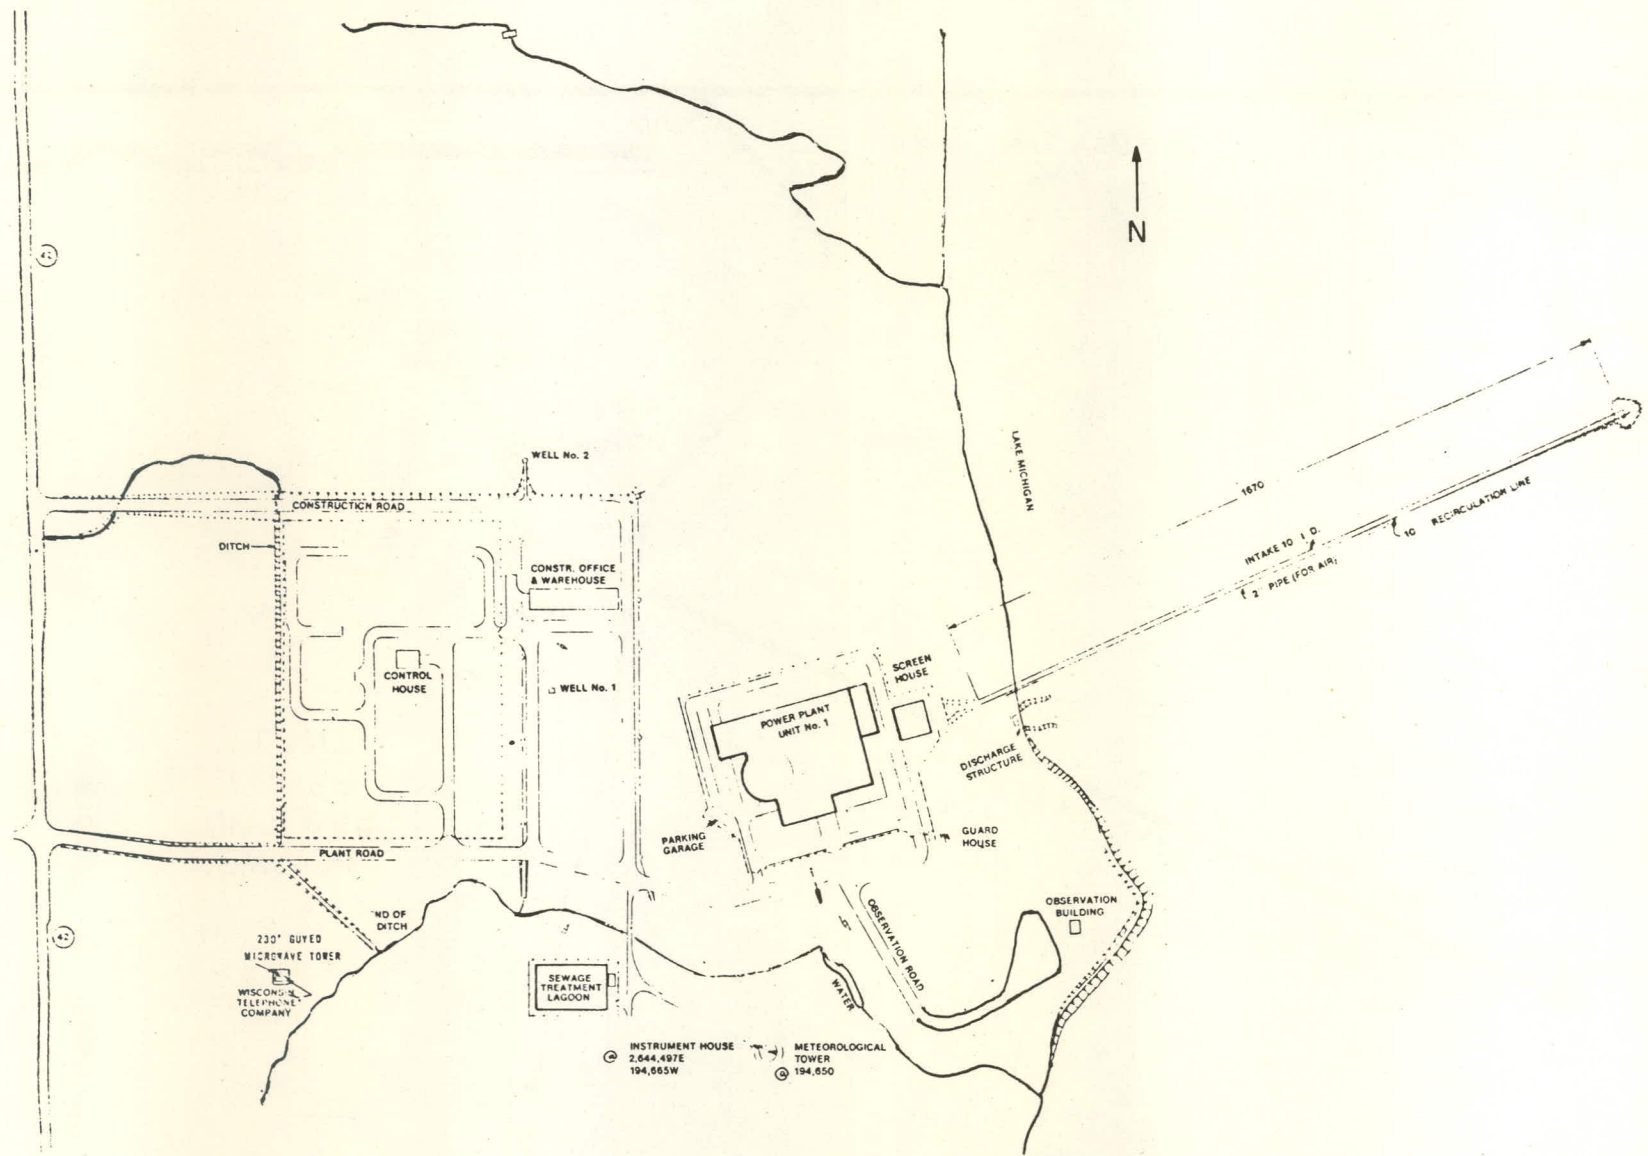 42
N
LAKE MICHIGAN
1670
INTAKE 10 I. D.
10 RECIRCULATION LINE
2 PIPE (FOR AIR)
WELL No. 2
CONSTRUCTION ROAD
DITCH
CONSTR. OFFICE
& WAREHOUSE
CONTROL
HOUSE
WELL No. 1
SCREEN
HOUSE
POWER PLANT
UNIT No. 1
DISCHARGE
STRUCTURE
PARKING
GARAGE
GUARD
HOUSE
PLANT ROAD
OBSERVATION
BUILDING
OBSERVATION ROAD
ND OF
DITCH
42
230' GUYED
MICROWAVE TOWER
WISCONSIN
TELEPHONE
COMPANY
SEWAGE
TREATMENT
LAGOON
WATER
@ INSTRUMENT HOUSE
2,644,497E
194,665W
METEOROLOGICAL
TOWER
@ 194,650